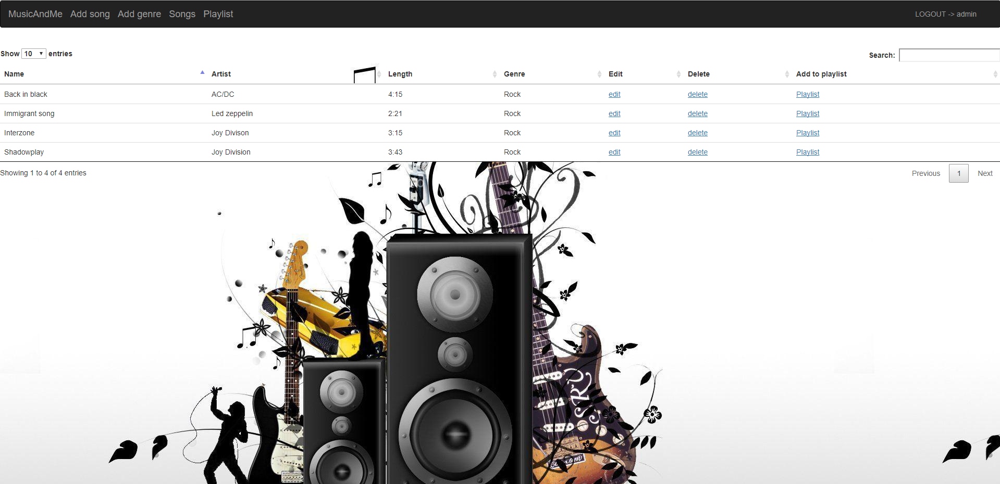 MusicAndMe Add song Add genre Songs Playlist LOGOUT -> admin
Show 10 entries Search:
Name Artist Length Genre Edit Delete Add to playlist
Back in black AC/DC 4:15 Rock edit delete Playlist
Immigrant song Led zeppelin 2:21 Rock edit delete Playlist
Interzone Joy Divison 3:15 Rock edit delete Playlist
Shadowplay Joy Division 3:43 Rock edit delete Playlist
Showing 1 to 4 of 4 entries Previous 1 Next
SRV